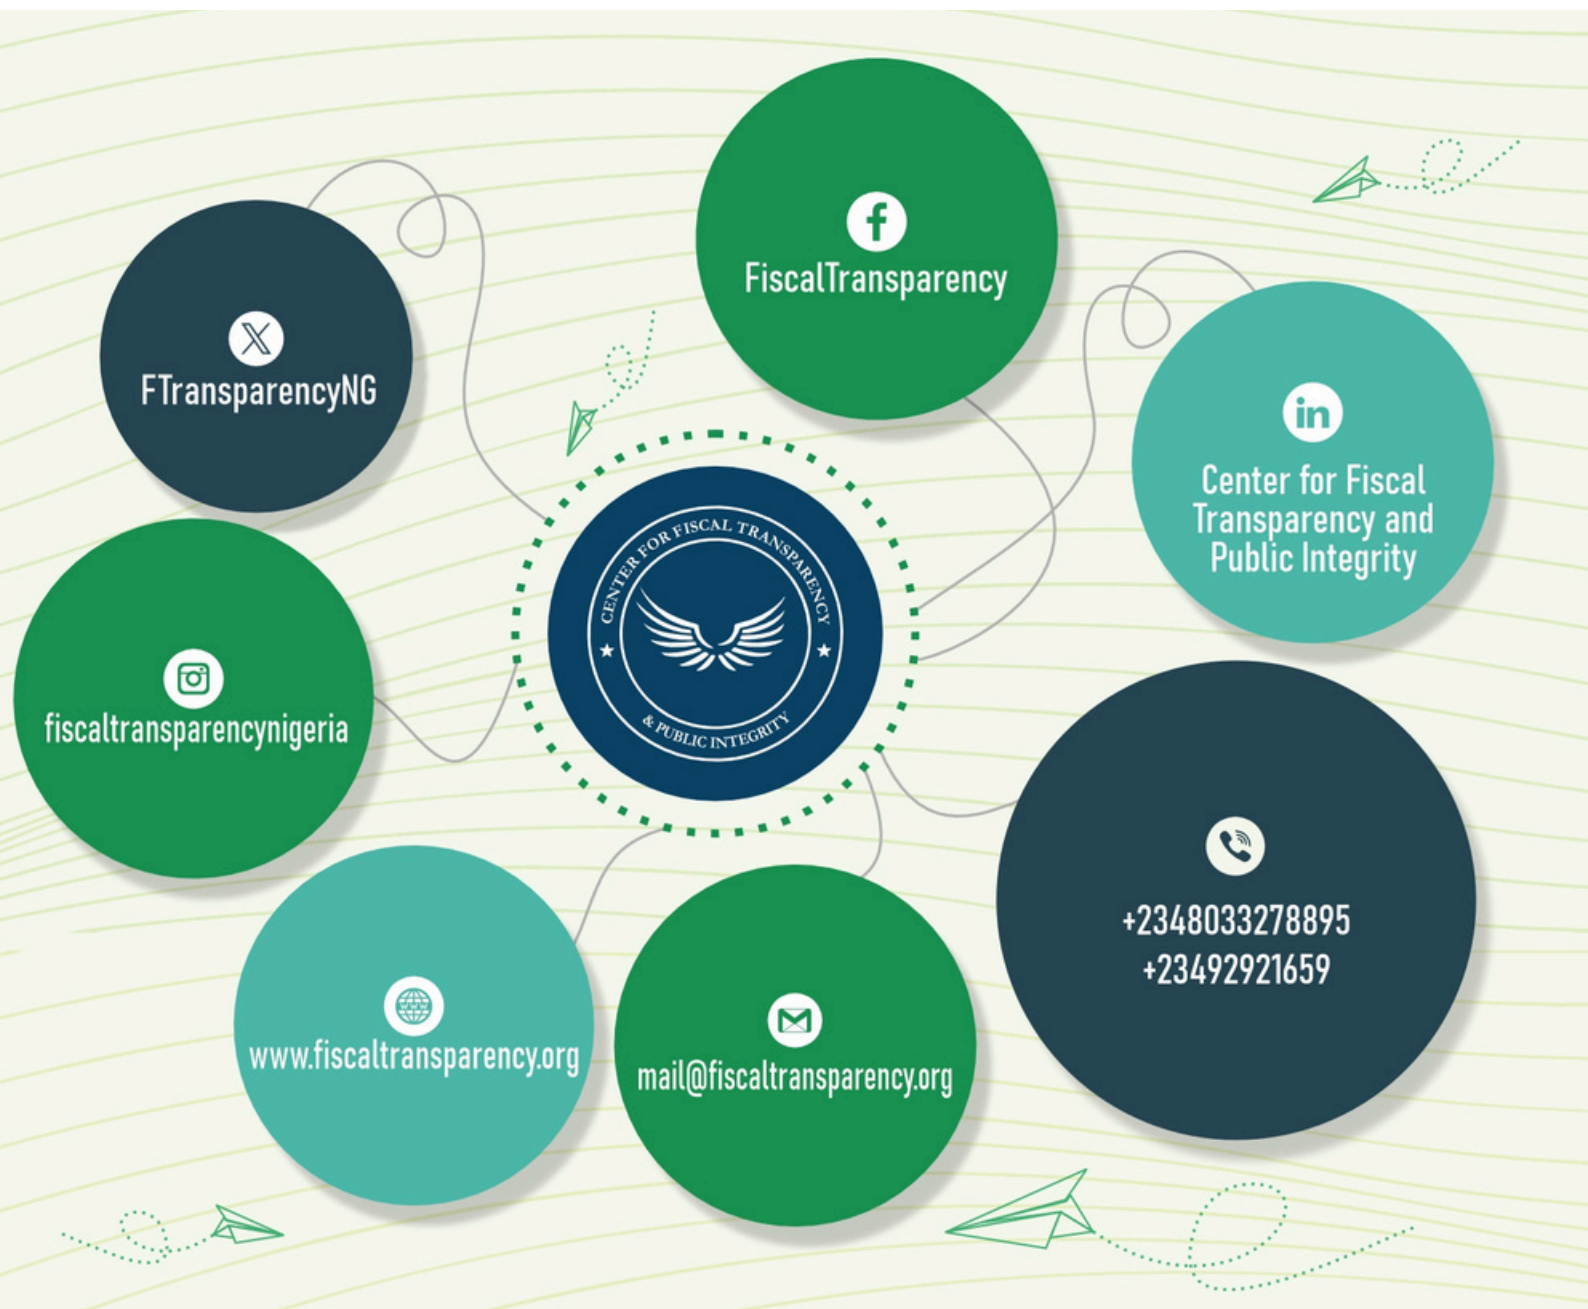 FiscalTransparency
FTransparencyNG
Center for Fiscal
Transparency and
Public Integrity
CENTER FOR FISCAL TRANSPARENCY
& PUBLIC INTEGRITY
fiscaltransparencynigeria
+2348033278895
+23492921659
www.fiscaltransparency.org
mail@fiscaltransparency.org